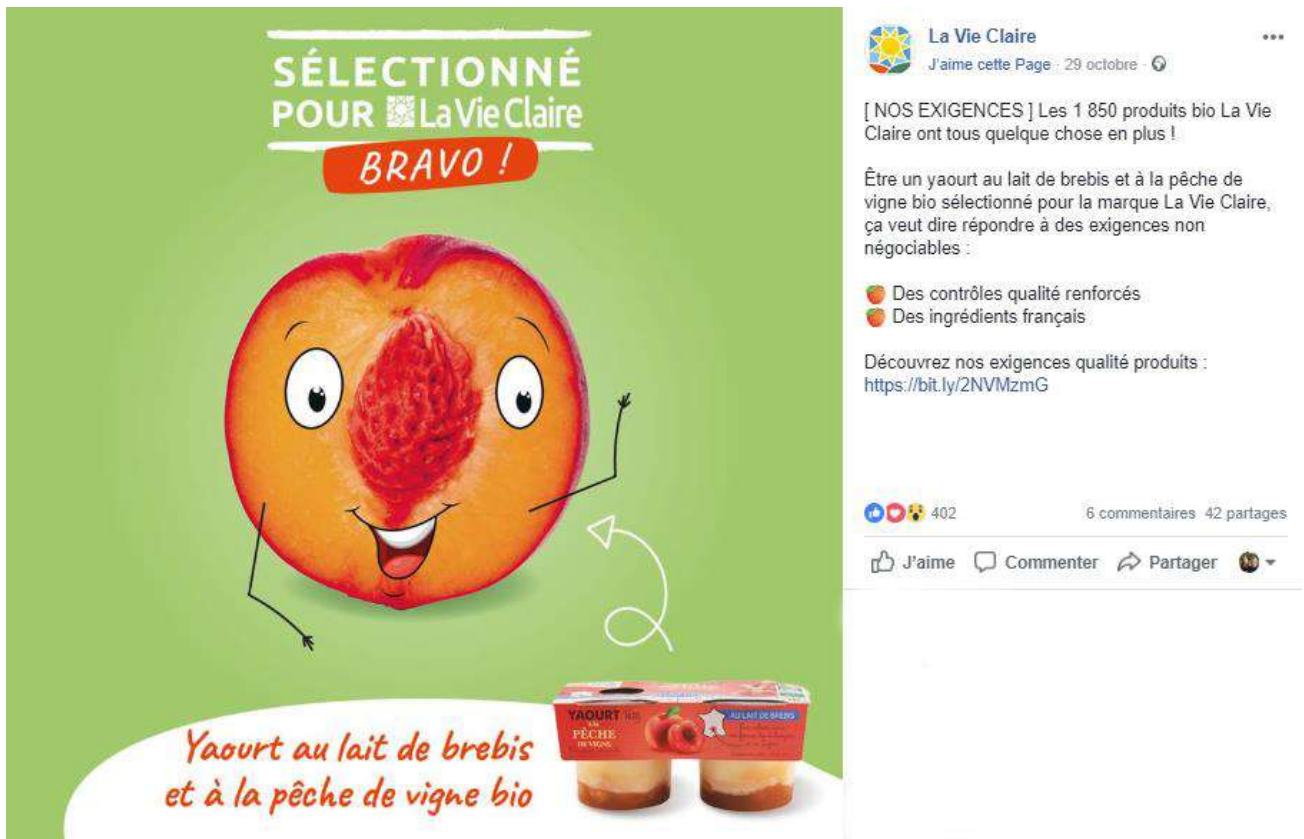 SÉLECTIONNÉ
POUR La Vie Claire
BRAVO !
Yaourt au lait de brebis
et à la pêche de vigne bio
YAOURT
PÊCHE
DE VIGNE
AU LAIT DE BREBIS
La Vie Claire
J'aime cette Page · 29 octobre ·
[ NOS EXIGENCES ] Les 1 850 produits bio La Vie
Claire ont tous quelque chose en plus !
Être un yaourt au lait de brebis et à la pêche de
vigne bio sélectionné pour la marque La Vie Claire,
ça veut dire répondre à des exigences non
négociables :
Des contrôles qualité renforcés
Des ingrédients français
Découvrez nos exigences qualité produits :
https://bit.ly/2NVMzmG
402 6 commentaires 42 partages
J'aime Commenter Partager